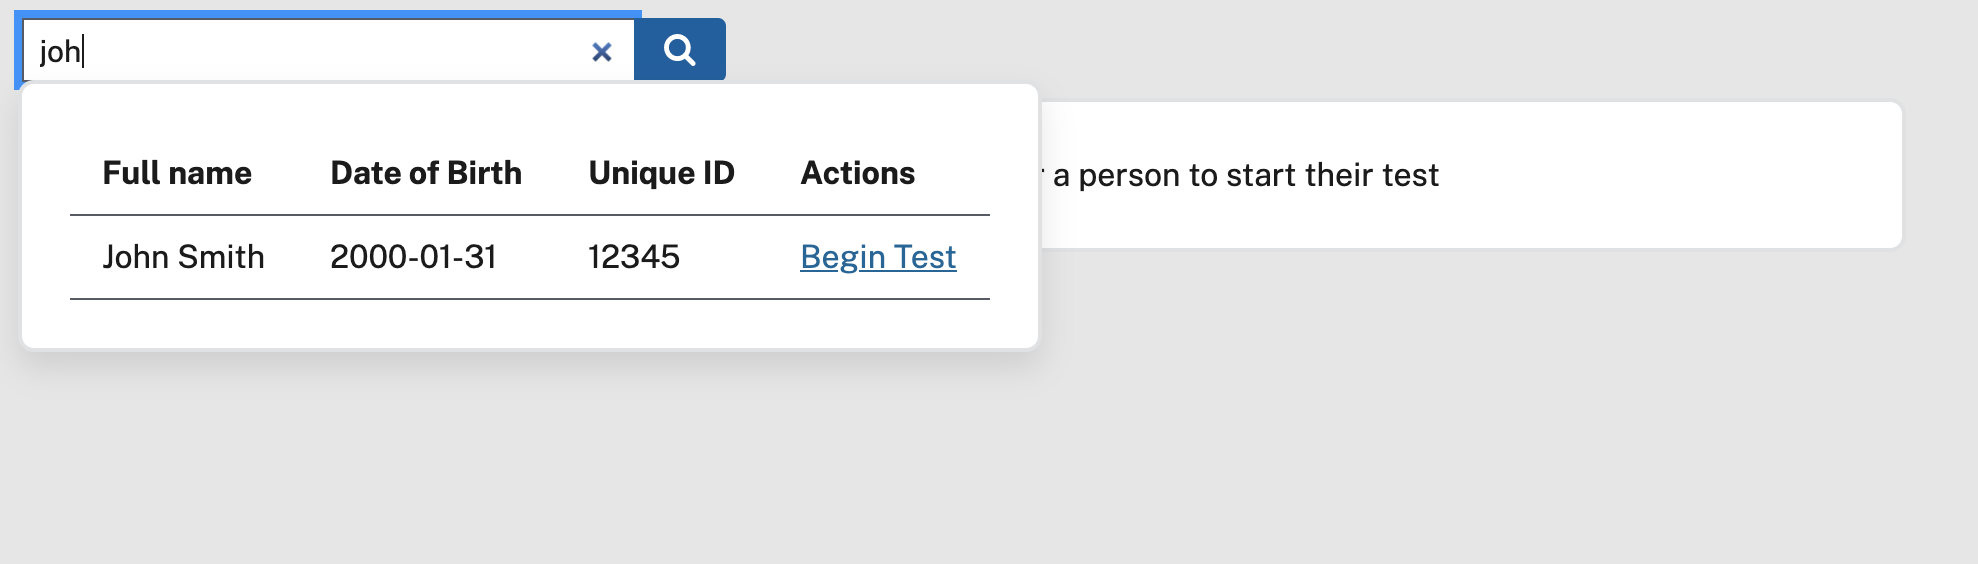 joh
Full name Date of Birth Unique ID Actions
a person to start their test
John Smith 2000-01-31 12345 Begin Test